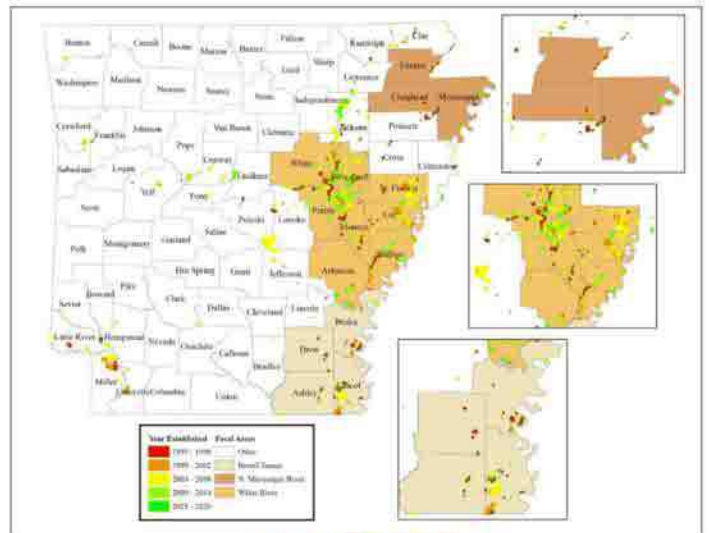 Benton Carroll Boone Marion Baxter Fulton Randolph Clay
Sharp
Washington Madison Newton Searcy Stone Izard Lawrence Greene
Independence Craighead Mississippi
Crawford Franklin Johnson Van Buren Cleburne Jackson Poinsett
Pope
Logan Conway Faulkner White Woodruff Cross Crittenden
Sebastian Yell Perry St. Francis
Scott Pulaski Lonoke Prairie Lee
Saline Monroe
Polk Montgomery Garland Phillips
Hot Spring Grant Jefferson Arkansas
Sevier Howard Pike Clark Dallas Cleveland Lincoln
Desha
Little River Hempstead Nevada Ouachita Calhoun Bradley Drew
Miller Lafayette Columbia Union Ashley Chicot
Year Established Focal Areas
Other
1999 - 2002
2003 - 2008
2009 - 2014
2015 - 2020
N. Mississippi River
White River